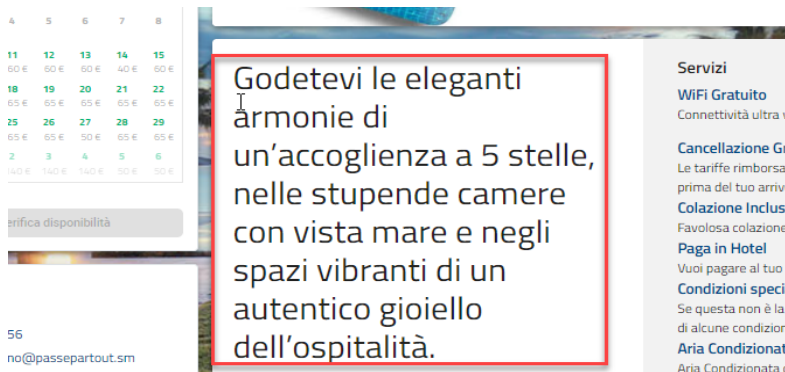 4 5 6 7 8
11 12 13 14 15
60 € 60 € 60 € 40 € 60 €
18 19 20 21 22
65 € 65 € 65 € 65 € 65 €
25 26 27 28 29
65 € 65 € 50 € 65 € 65 €
2 3 4 5 6
140 € 140 € 140 € 50 € 50 €
erifica disponibilità
56
no@passepartout.sm
Godetevi le eleganti
armonie di
un’accoglienza a 5 stelle,
nelle stupende camere
con vista mare e negli
spazi vibranti di un
autentico gioiello
dell’ospitalità.
Servizi
WiFi Gratuito
Connettività ultra
Cancellazione Gr
Le tariffe rimborsa
prima del tuo arriv
Colazione Inclus
Favolosa colazione
Paga in Hotel
Vuoi pagare al tuo
Condizioni speci
Se questa non è la
di alcune condizion
Aria Condizionat
Aria Condizionata